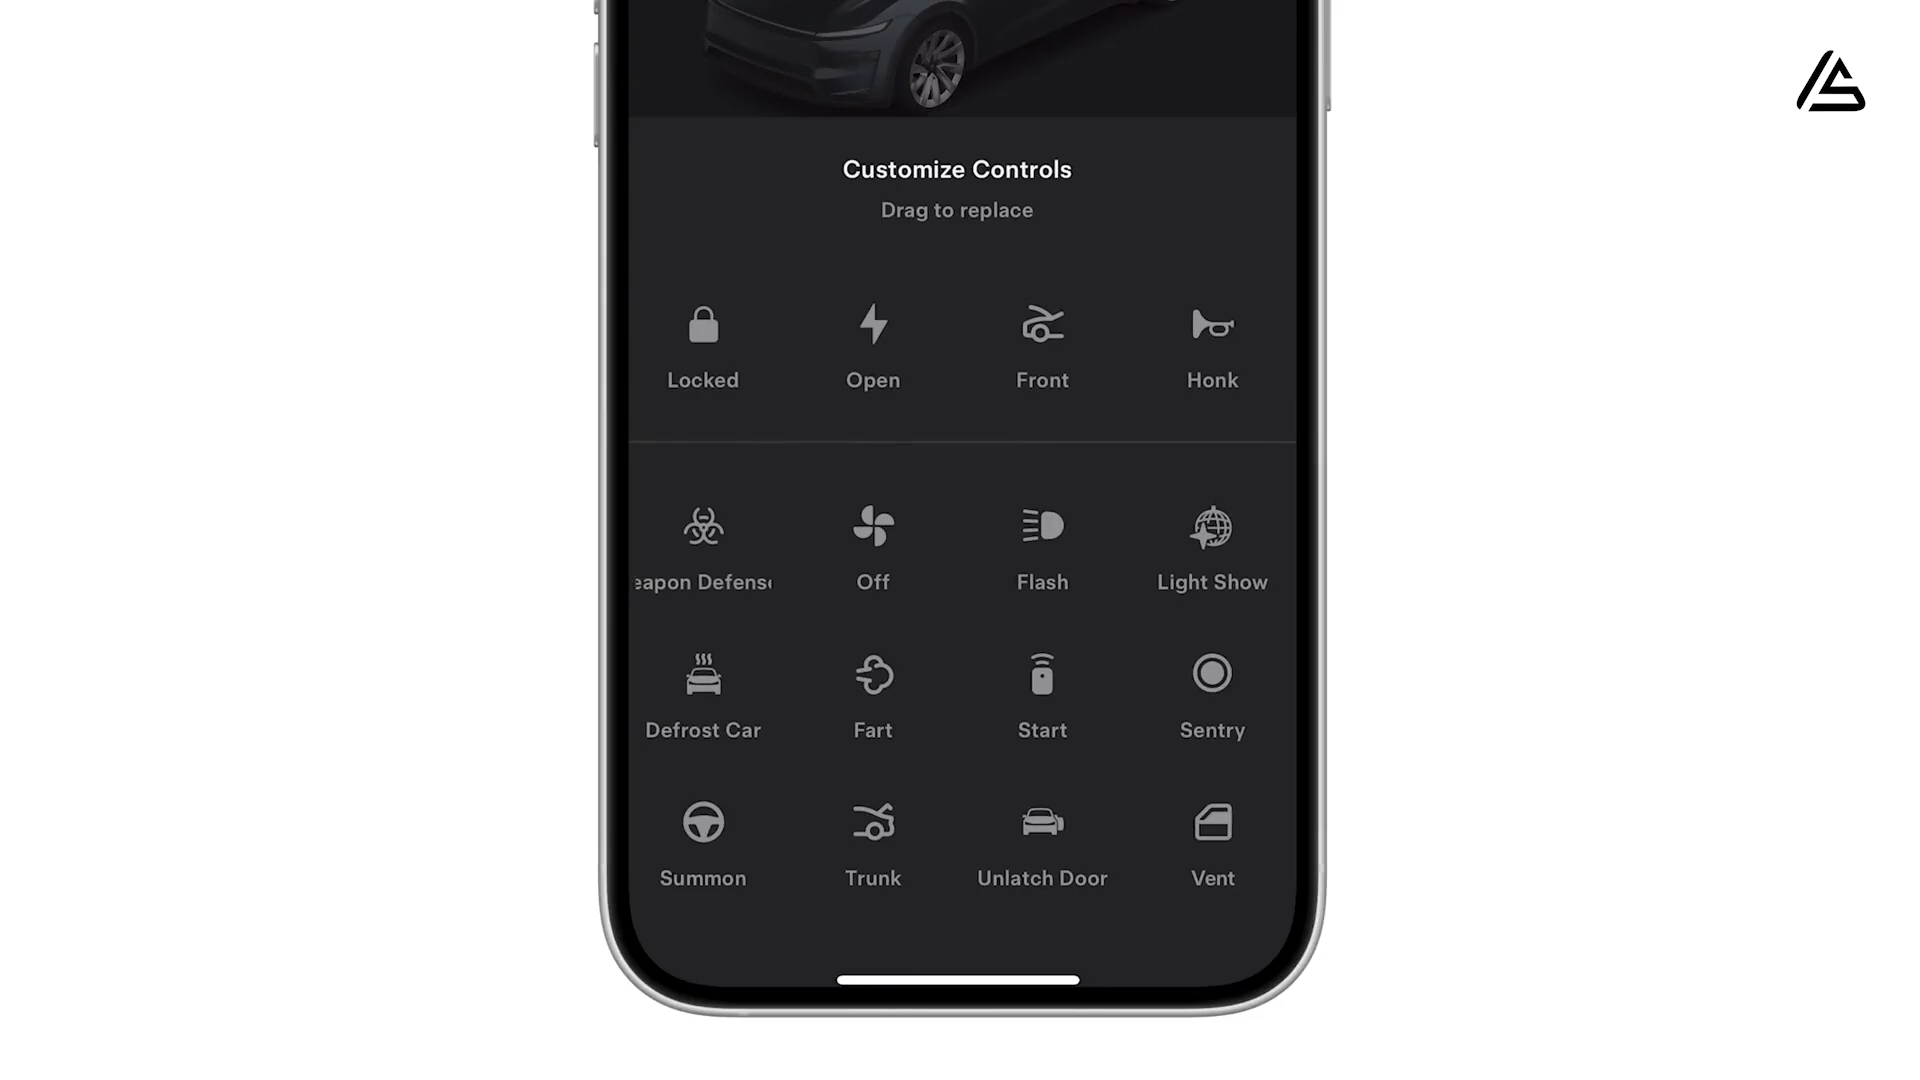 Customize Controls
Drag to replace
Locked Open Front Honk
eapon Defens Off Flash Light Show
Defrost Car Fart Start Sentry
Summon Trunk Unlatch Door Vent